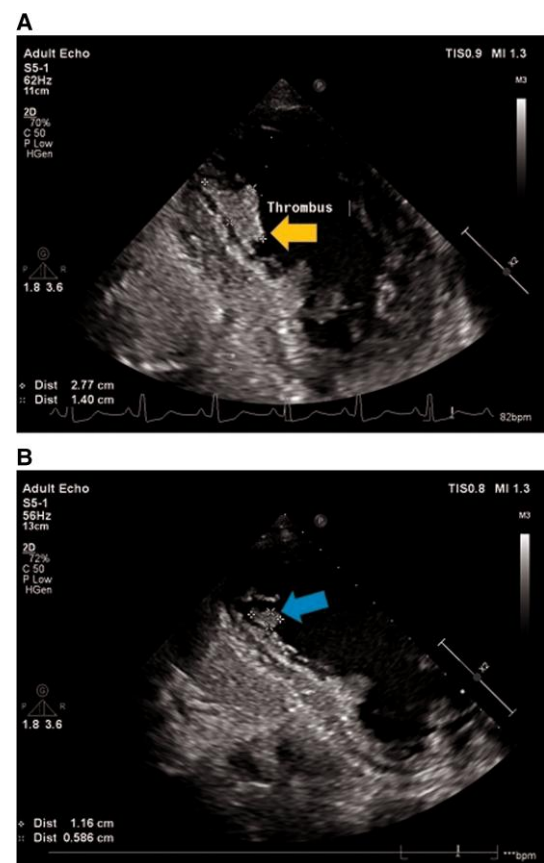 A
Adult Echo
TIS0.9 MI 1.3
S5-1
62Hz
11cm
M3
2D
70%
C 50
P Low
HGen
Thrombus
G
P R
1.8 3.6
x2
Dist 2.77 cm
Dist 1.40 cm
82bpm
B
Adult Echo
TIS0.8 MI 1.3
S5-1
56Hz
13cm
M3
2D
72%
C 50
P Low
HGen
P
G
P R
1.8 3.6
x2
Dist 1.16 cm
Dist 0.586 cm
***bpm